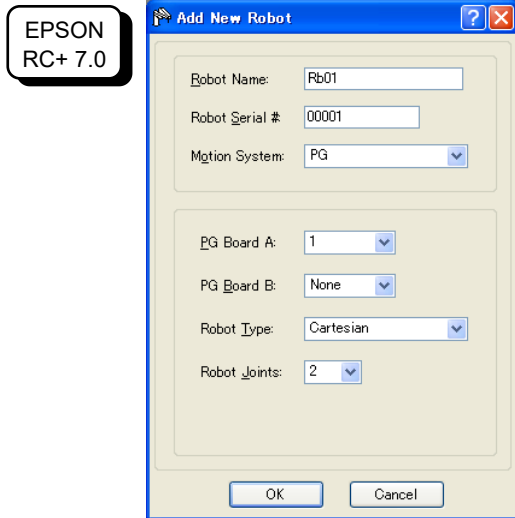 EPSON
RC+ 7.0
Add New Robot
Robot Name: Rb01
Robot Serial # 00001
Motion System: PG
PG Board A: 1
PG Board B: None
Robot Type: Cartesian
Robot Joints: 2
OK Cancel